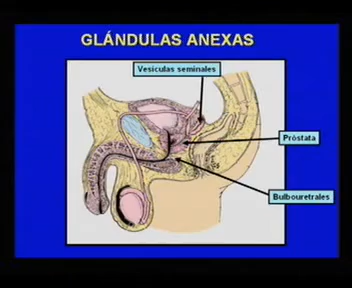 GLÁNDULAS ANEXAS
Vesículas seminales
Próstata
Bulbouretrales